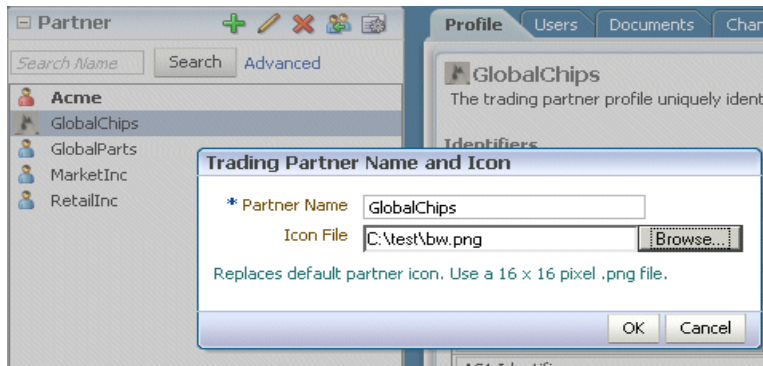 Partner
Search Name Search Advanced
Acme
GlobalChips
GlobalParts
MarketInc
RetailInc
Profile Users Documents
GlobalChips
The trading partner profile uniquely
Identifiers
Trading Partner Name and Icon
* Partner Name GlobalChips
Icon File C:\test\bw.png Browse...
Replaces default partner icon. Use a 16 x 16 pixel .png file.
OK Cancel